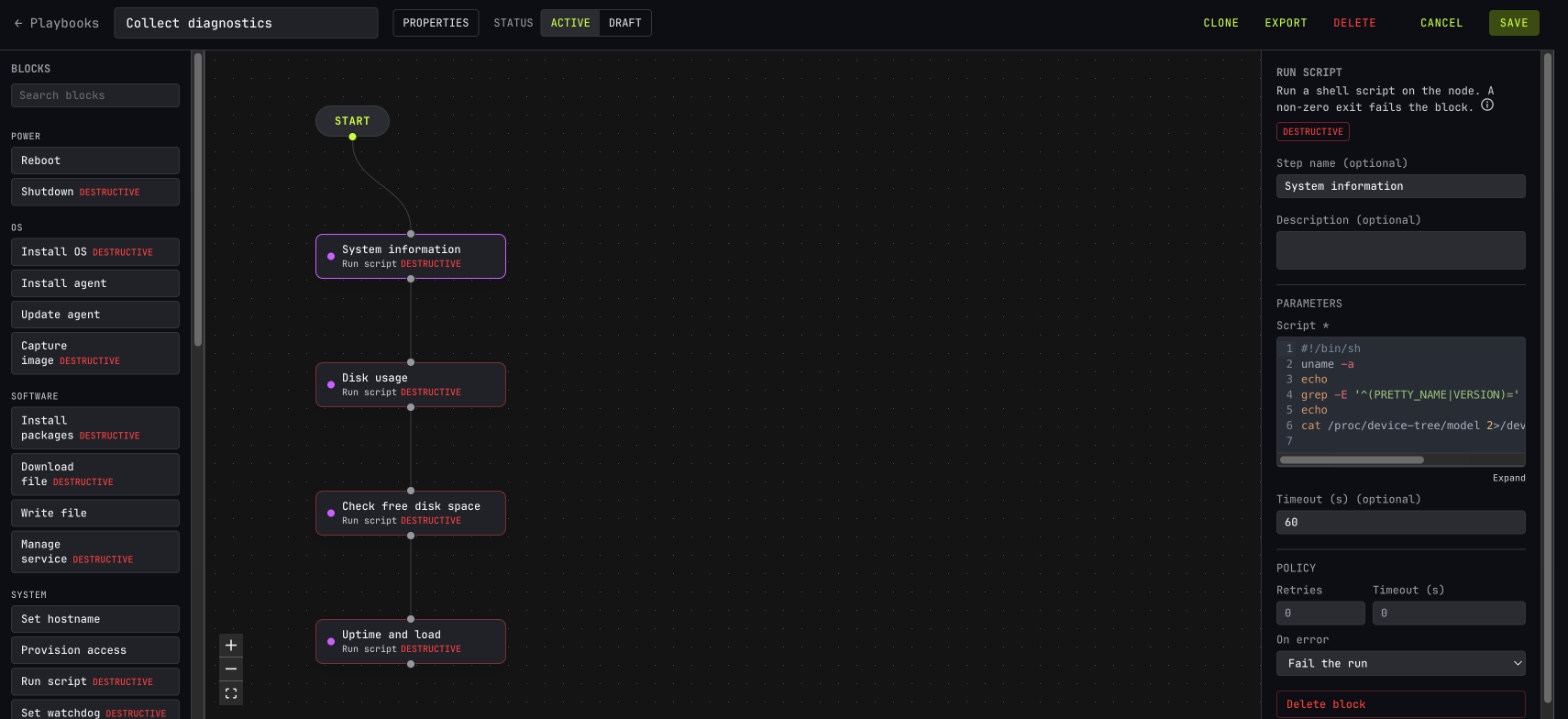 ← Playbooks
Collect diagnostics
PROPERTIES
STATUS
ACTIVE
DRAFT
CLONE
EXPORT
DELETE
CANCEL
SAVE
BLOCKS
Search blocks
POWER
Reboot
Shutdown DESTRUCTIVE
OS
Install OS DESTRUCTIVE
Install agent
Update agent
Capture
image DESTRUCTIVE
SOFTWARE
Install
packages DESTRUCTIVE
Download
file DESTRUCTIVE
Write file
Manage
service DESTRUCTIVE
SYSTEM
Set hostname
Provision access
Run script DESTRUCTIVE
Set watchdog DESTRUCTIVE
START
System information
Run script DESTRUCTIVE
Disk usage
Run script DESTRUCTIVE
Check free disk space
Run script DESTRUCTIVE
Uptime and load
Run script DESTRUCTIVE
RUN SCRIPT
Run a shell script on the node. A
non-zero exit fails the block.
DESTRUCTIVE
Step name (optional)
System information
Description (optional)
PARAMETERS
Script *
1 #!/bin/sh
2 uname -a
3 echo
4 grep -E '^(PRETTY_NAME|VERSION)='
5 echo
6 cat /proc/device-tree/model 2>/dev
7
Expand
Timeout (s) (optional)
60
POLICY
Retries
Timeout (s)
0
0
On error
Fail the run
Delete block